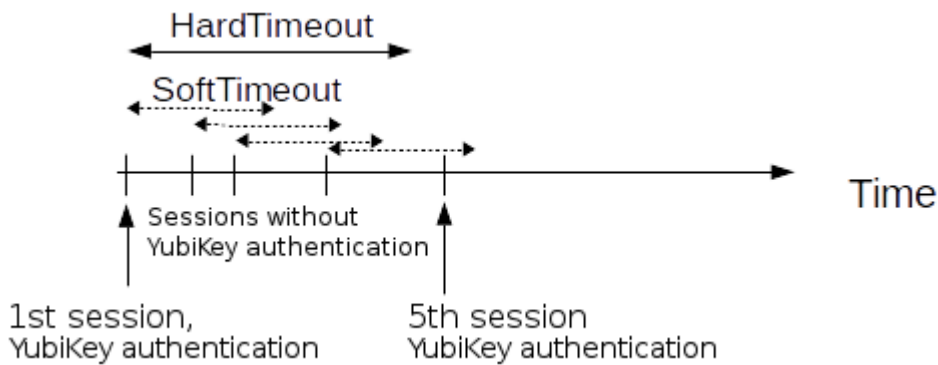 HardTimeout
SoftTimeout
Time
Sessions without
YubiKey authentication
1st session,
YubiKey authentication
5th session
YubiKey authentication